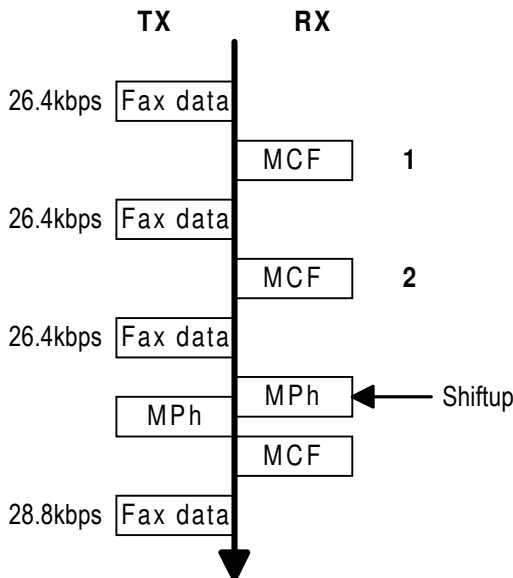 TX RX
26.4kbps Fax data
MCF 1
26.4kbps Fax data
MCF 2
26.4kbps Fax data
MPh Shiftup
MPh
MCF
28.8kbps Fax data